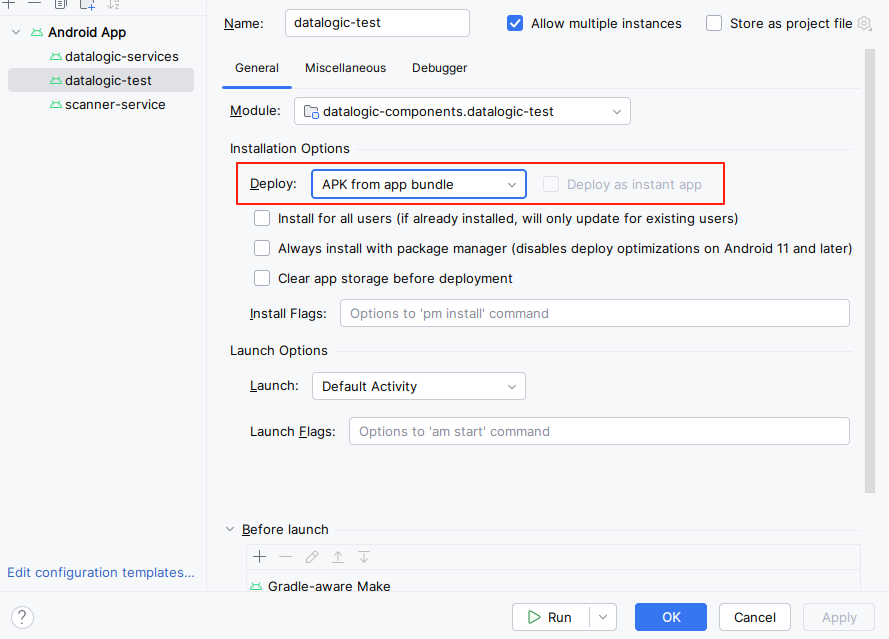 Android App
datalogic-services
datalogic-test
scanner-service
Edit configuration templates...
Name: datalogic-test Allow multiple instances Store as project file
General Miscellaneous Debugger
Module: datalogic-components.datalogic-test
Installation Options
Deploy: APK from app bundle Deploy as instant app
Install for all users (if already installed, will only update for existing users)
Always install with package manager (disables deploy optimizations on Android 11 and later)
Clear app storage before deployment
Install Flags: Options to 'pm install' command
Launch Options
Launch: Default Activity
Launch Flags: Options to 'am start' command
Before launch
Gradle-aware Make
? Run OK Cancel Apply